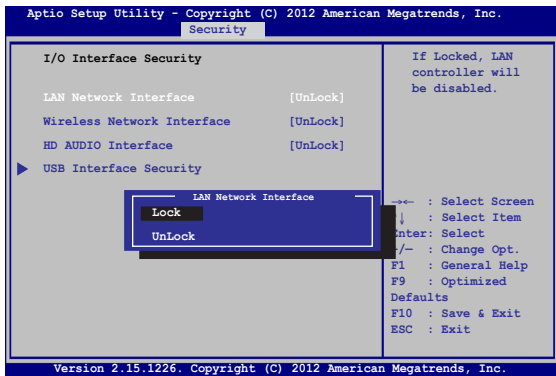 Aptio Setup Utility - Copyright (C) 2012 American Megatrends, Inc.
Security
I/O Interface Security
LAN Network Interface [UnLock]
Wireless Network Interface [UnLock]
HD AUDIO Interface [UnLock]
USB Interface Security
If Locked, LAN
controller will
be disabled.
LAN Network Interface
Lock
UnLock
→← : Select Screen
↓ : Select Item
nter: Select
/— : Change Opt.
F1 : General Help
F9 : Optimized
Defaults
F10 : Save & Exit
ESC : Exit
Version 2.15.1226. Copyright (C) 2012 American Megatrends, Inc.